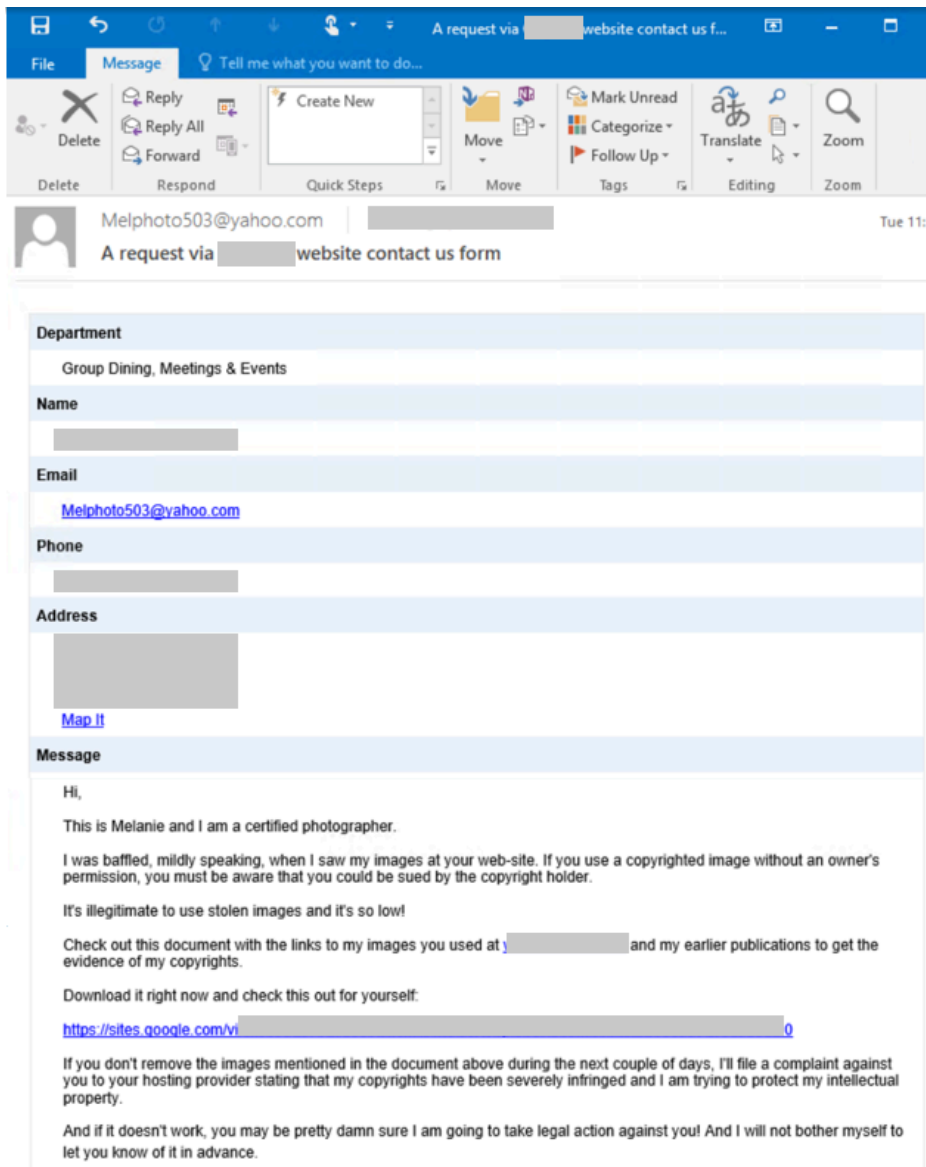 A request via website contact us f...
File Message Tell me what you want to do...
Delete
Reply
Reply All
Forward
Create New
Move
Mark Unread
Categorize
Follow Up
Translate
Zoom
Delete Respond Quick Steps Move Tags Editing Zoom
Melphoto503@yahoo.com
Tue 11:
A request via website contact us form
Department
Group Dining, Meetings & Events
Name
Email
Melphoto503@yahoo.com
Phone
Address
Map It
Message
Hi,
This is Melanie and I am a certified photographer.
I was baffled, mildly speaking, when I saw my images at your web-site. If you use a copyrighted image without an owner's
permission, you must be aware that you could be sued by the copyright holder.
It's illegitimate to use stolen images and it's so low!
Check out this document with the links to my images you used at y and my earlier publications to get the
evidence of my copyrights.
Download it right now and check this out for yourself:
https://sites.google.com/vi 0
If you don't remove the images mentioned in the document above during the next couple of days, I'll file a complaint against
you to your hosting provider stating that my copyrights have been severely infringed and I am trying to protect my intellectual
property.
And if it doesn't work, you may be pretty damn sure I am going to take legal action against you! And I will not bother myself to
let you know of it in advance.